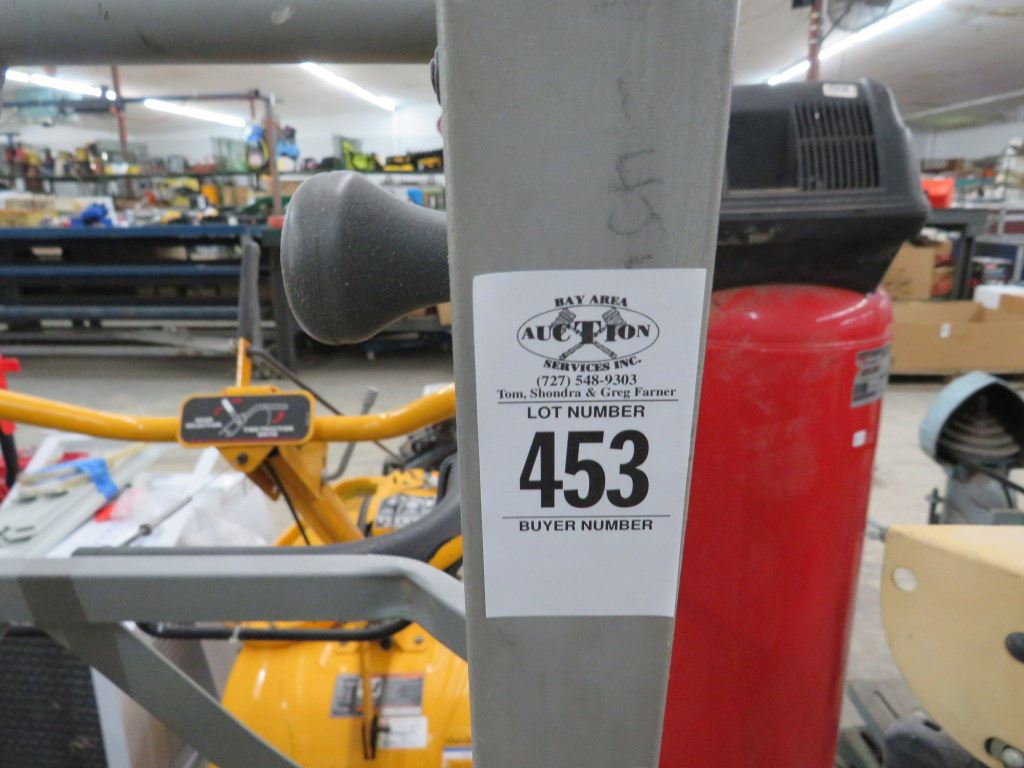 BAY AREA
AUCTION
SERVICES INC.
(727) 548-9303
Tom, Shondra & Greg Farner
LOT NUMBER
453
BUYER NUMBER